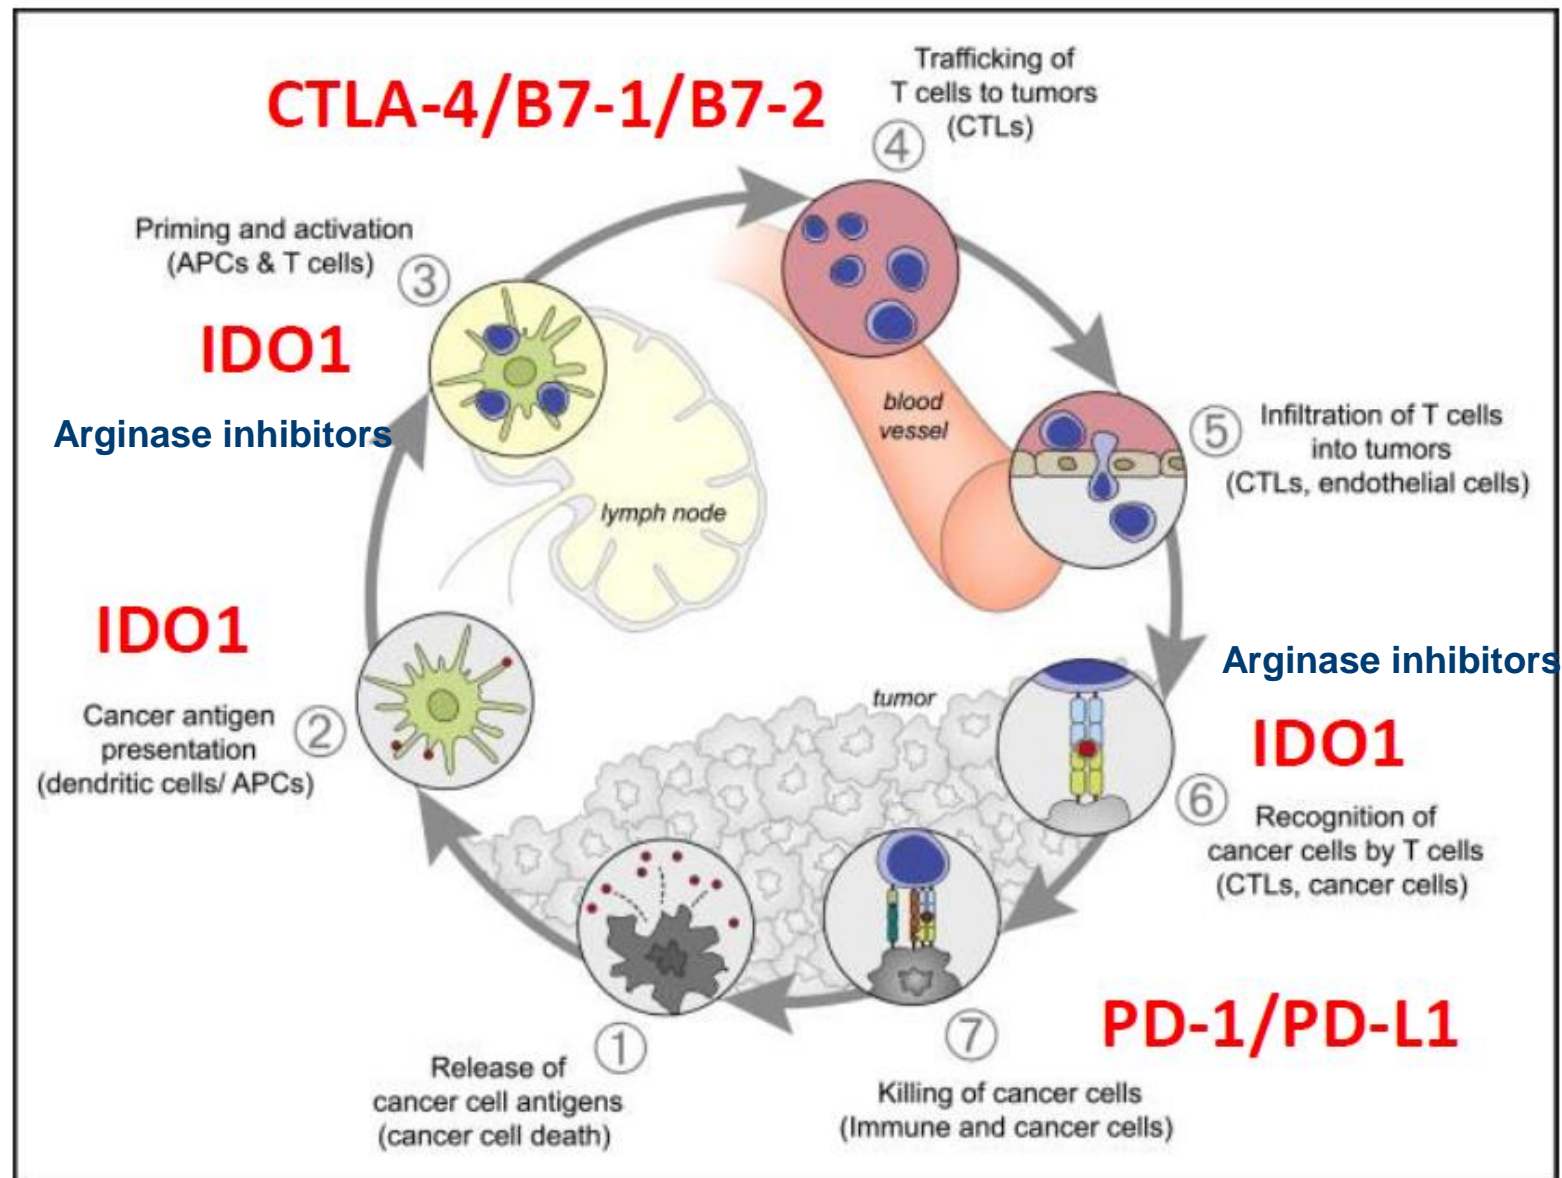 CTLA-4/B7-1/B7-2
Trafficking of
T cells to tumors
(CTLs)
④
Priming and activation
(APCs & T cells)
③
IDO1
Arginase inhibitors
blood
vessel
⑤
Infiltration of T cells
into tumors
(CTLs, endothelial cells)
lymph node
IDO1
Arginase inhibitors
tumor
Cancer antigen
presentation
(dendritic cells/ APCs)
②
IDO1
⑥
Recognition of
cancer cells by T cells
(CTLs, cancer cells)
PD-1/PD-L1
①
Release of
cancer cell antigens
(cancer cell death)
⑦
Killing of cancer cells
(Immune and cancer cells)